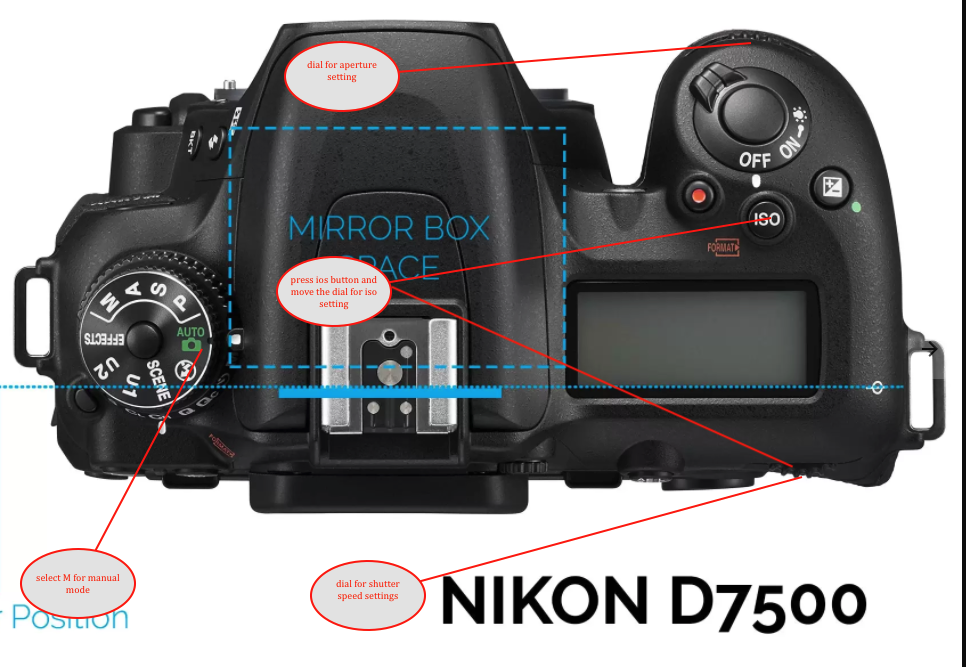 dial for aperture
setting
BKT
OFF
ON
MIRROR BOX
SPACE
ISO
FORMAT
press ios button and
move the dial for iso
setting
M A S P
AUTO
EFFECTS
U2
U1
SCENE
select M for manual
mode
dial for shutter
speed settings
NIKON D7500
r Position